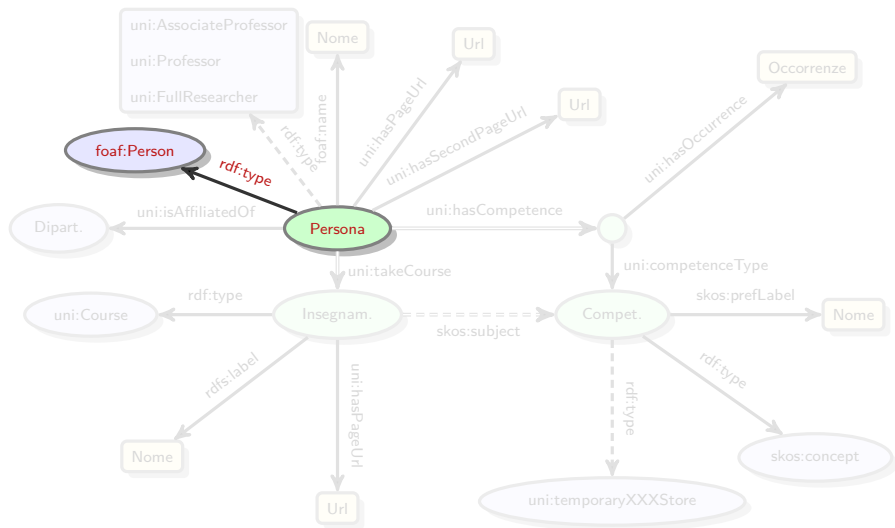 uni:AssociateProfessor
uni:Professor
uni:FullResearcher
Nome
Url
Url
Occorrenze
foaf:Person
rdf:type
rdf:type
foaf:name
uni:hasPageUrl
uni:hasSecondPageUrl
uni:hasOccurrence
Dipart.
uni:isAffiliatedOf
Persona
uni:hasCompetence
uni:takeCourse
uni:competenceType
uni:Course
rdf:type
Insegnam.
skos:subject
Compet.
skos:prefLabel
Nome
rdfs:label
uni:hasPageUrl
rdf:type
rdf:type
Nome
Url
uni:temporaryXXXStore
skos:concept